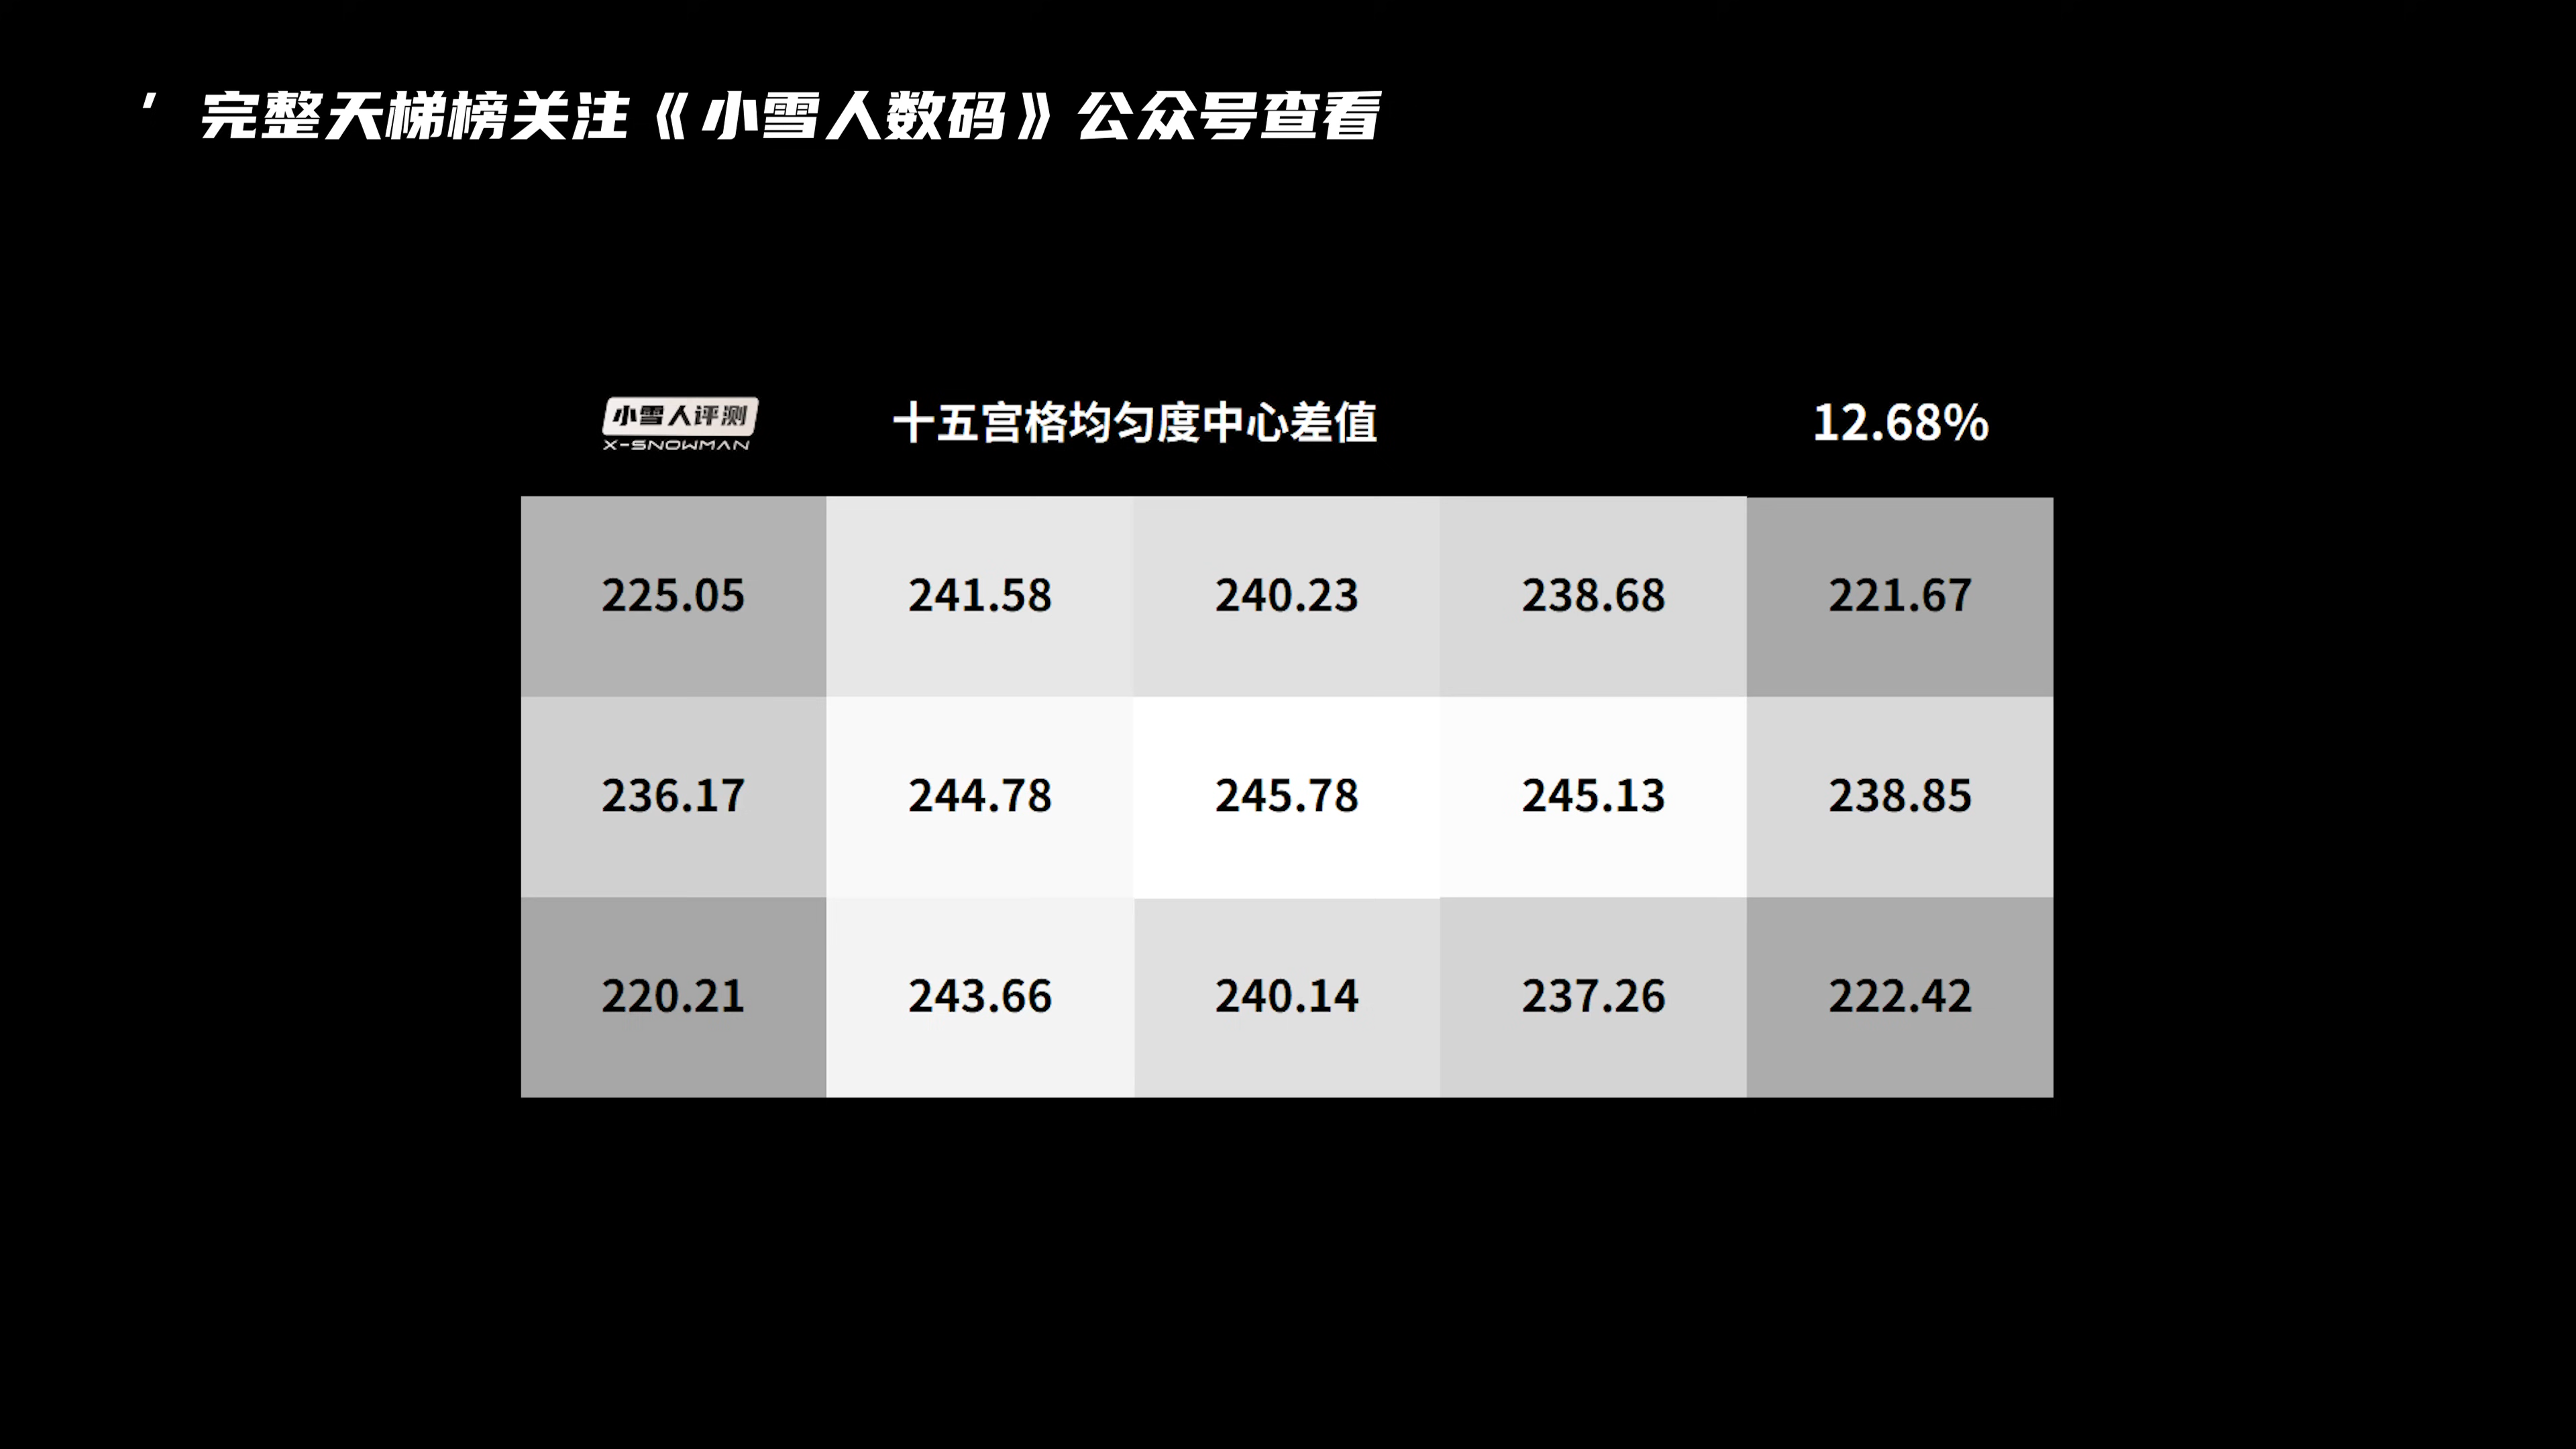 ’ 完整天梯榜关注《小雪人数码》公众号查看
小雪人评测
X-SNOWMAN
十五宫格均匀度中心差值 12.68%
225.05 241.58 240.23 238.68 221.67
236.17 244.78 245.78 245.13 238.85
220.21 243.66 240.14 237.26 222.42